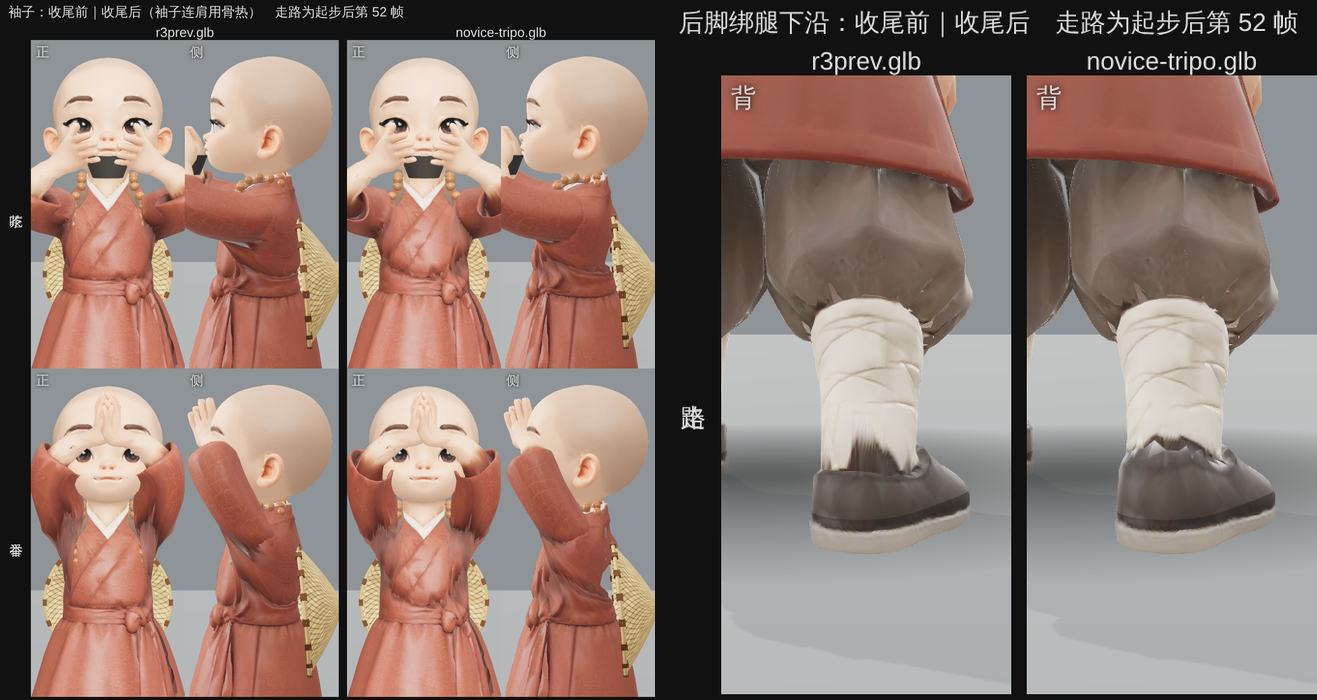 袖子：收尾前｜收尾后（袖子连肩用骨热）　走路为起步后第 52 帧
r3prev.glb
novice-tripo.glb
正
侧
正
侧
吃
正
侧
正
侧
后脚绑腿下沿：收尾前｜收尾后　走路为起步后第 52 帧
r3prev.glb
novice-tripo.glb
背
背
走路